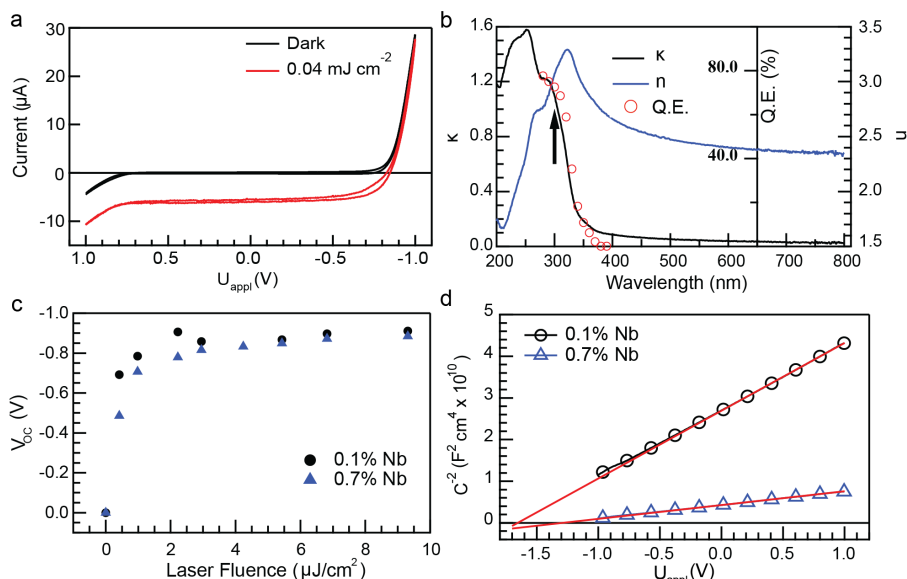 a
Dark
0.04 mJ cm⁻²
Current (µA)
30
20
10
0
-10
1.0
0.5
0.0
-0.5
-1.0
Uappl(V)
b
κ
n
Q.E.
κ
1.6
1.2
0.8
0.4
0.0
80.0
40.0
Q.E. (%)
3.5
3.0
2.5
2.0
1.5
n
200
300
400
500
600
700
800
Wavelength (nm)
c
VOC (V)
-1.0
-0.8
-0.6
-0.4
-0.2
0.0
0.1% Nb
0.7% Nb
0
2
4
6
8
10
Laser Fluence (µJ/cm²)
d
0.1% Nb
0.7% Nb
C⁻² (F² cm⁴ x 10¹⁰)
5
4
3
2
1
0
-1.5
-1.0
-0.5
0.0
0.5
1.0
Uappl(V)